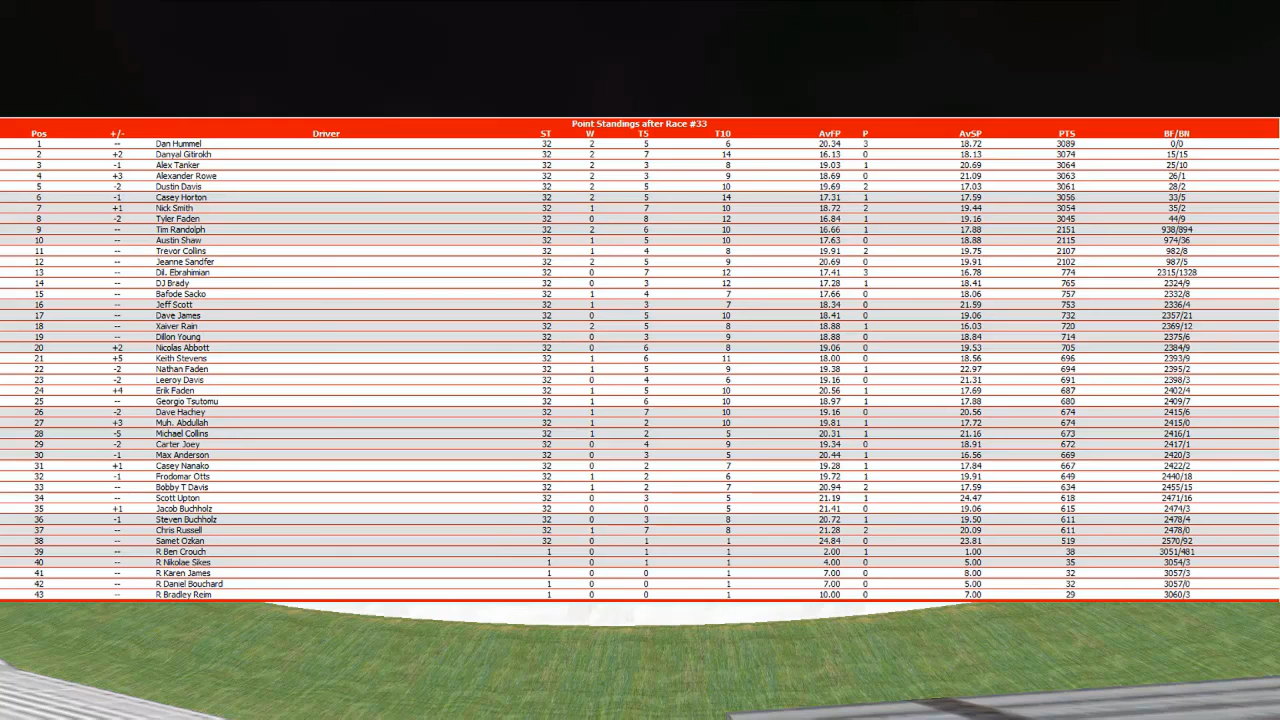 Point Standings after Race #33
Pos +/- Driver ST W T5 T10 AvFP P AvSP PTS BF/BN
1 -- Dan Hummel 32 2 5 6 20.34 3 18.72 3089 0/0
2 +2 Danyal Gitirokh 32 2 7 14 16.13 0 18.13 3074 15/15
3 -1 Alex Tanker 32 2 3 8 19.03 1 20.69 3064 25/10
4 +3 Alexander Rowe 32 2 3 9 18.69 0 21.09 3063 26/1
5 -2 Dustin Davis 32 2 5 10 19.69 2 17.03 3061 28/2
6 -1 Casey Horton 32 2 5 14 17.31 1 17.59 3056 33/5
7 +1 Nick Smith 32 1 7 10 18.72 2 19.44 3054 35/2
8 -2 Tyler Faden 32 0 8 12 16.84 1 19.16 3045 44/9
9 -- Tim Randolph 32 2 6 10 16.66 1 17.88 2151 938/894
10 -- Austin Shaw 32 1 5 10 17.63 0 18.88 2115 974/36
11 -- Trevor Collins 32 1 4 8 19.91 2 19.75 2107 982/8
12 -- Jeanne Sandfer 32 2 5 9 20.69 0 19.91 2102 987/5
13 -- Dil. Ebrahimian 32 0 7 12 17.41 3 16.78 774 2315/1328
14 -- DJ Brady 32 0 3 12 17.28 1 18.41 765 2324/9
15 -- Bafode Sacko 32 1 4 7 17.66 0 18.06 757 2332/8
16 -- Jeff Scott 32 1 3 7 18.34 0 21.59 753 2336/4
17 -- Dave James 32 0 5 10 18.41 0 19.06 732 2357/21
18 -- Xaiver Rain 32 2 5 8 18.88 1 16.03 720 2369/12
19 -- Dillon Young 32 0 3 9 18.88 0 18.84 714 2375/6
20 +2 Nicolas Abbott 32 0 6 8 19.06 0 19.53 705 2384/9
21 +5 Keith Stevens 32 1 6 11 18.00 0 18.56 696 2393/9
22 -2 Nathan Faden 32 1 5 9 19.38 1 22.97 694 2395/2
23 -2 Leeroy Davis 32 0 4 6 19.16 0 21.31 691 2398/3
24 +4 Erik Faden 32 1 5 10 20.56 1 17.69 687 2402/4
25 -- Georgio Tsutomu 32 1 6 10 18.97 1 17.88 680 2409/7
26 -2 Dave Hachey 32 1 7 10 19.16 0 20.56 674 2415/6
27 +3 Muh. Abdullah 32 1 2 10 19.81 1 17.72 674 2415/0
28 -5 Michael Collins 32 1 2 5 20.31 1 21.16 673 2416/1
29 -2 Carter Joey 32 0 4 9 19.34 0 18.91 672 2417/1
30 -1 Max Anderson 32 0 3 5 20.44 1 16.56 669 2420/3
31 +1 Casey Nanako 32 1 2 7 19.28 1 17.84 667 2422/2
32 -1 Frodomar Otts 32 1 2 6 19.72 1 19.91 649 2440/18
33 -- Bobby T Davis 32 1 2 7 20.94 2 17.59 634 2455/15
34 -- Scott Upton 32 0 3 5 21.19 1 24.47 618 2471/16
35 +1 Jacob Buchholz 32 0 0 5 21.41 0 19.06 615 2474/3
36 -1 Steven Buchholz 32 0 3 8 20.72 1 19.50 611 2478/4
37 -- Chris Russell 32 1 7 8 21.28 2 20.09 611 2478/0
38 -- Samet Ozkan 32 0 1 1 24.84 0 23.81 519 2570/92
39 -- R Ben Crouch 1 0 1 1 2.00 1 1.00 38 3051/481
40 -- R Nikolae Sikes 1 0 1 1 4.00 0 5.00 35 3054/3
41 -- R Karen James 1 0 0 1 7.00 0 8.00 32 3057/3
42 -- R Daniel Bouchard 1 0 0 1 7.00 0 5.00 32 3057/0
43 -- R Bradley Reim 1 0 0 1 10.00 0 7.00 29 3060/3